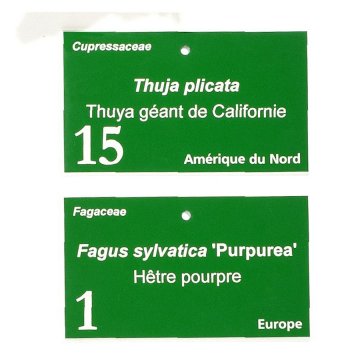 Cupressaceae
Thuja plicata
Thuya géant de Californie
15
Amérique du Nord
Fagaceae
Fagus sylvatica 'Purpurea'
Hêtre pourpre
1
Europe